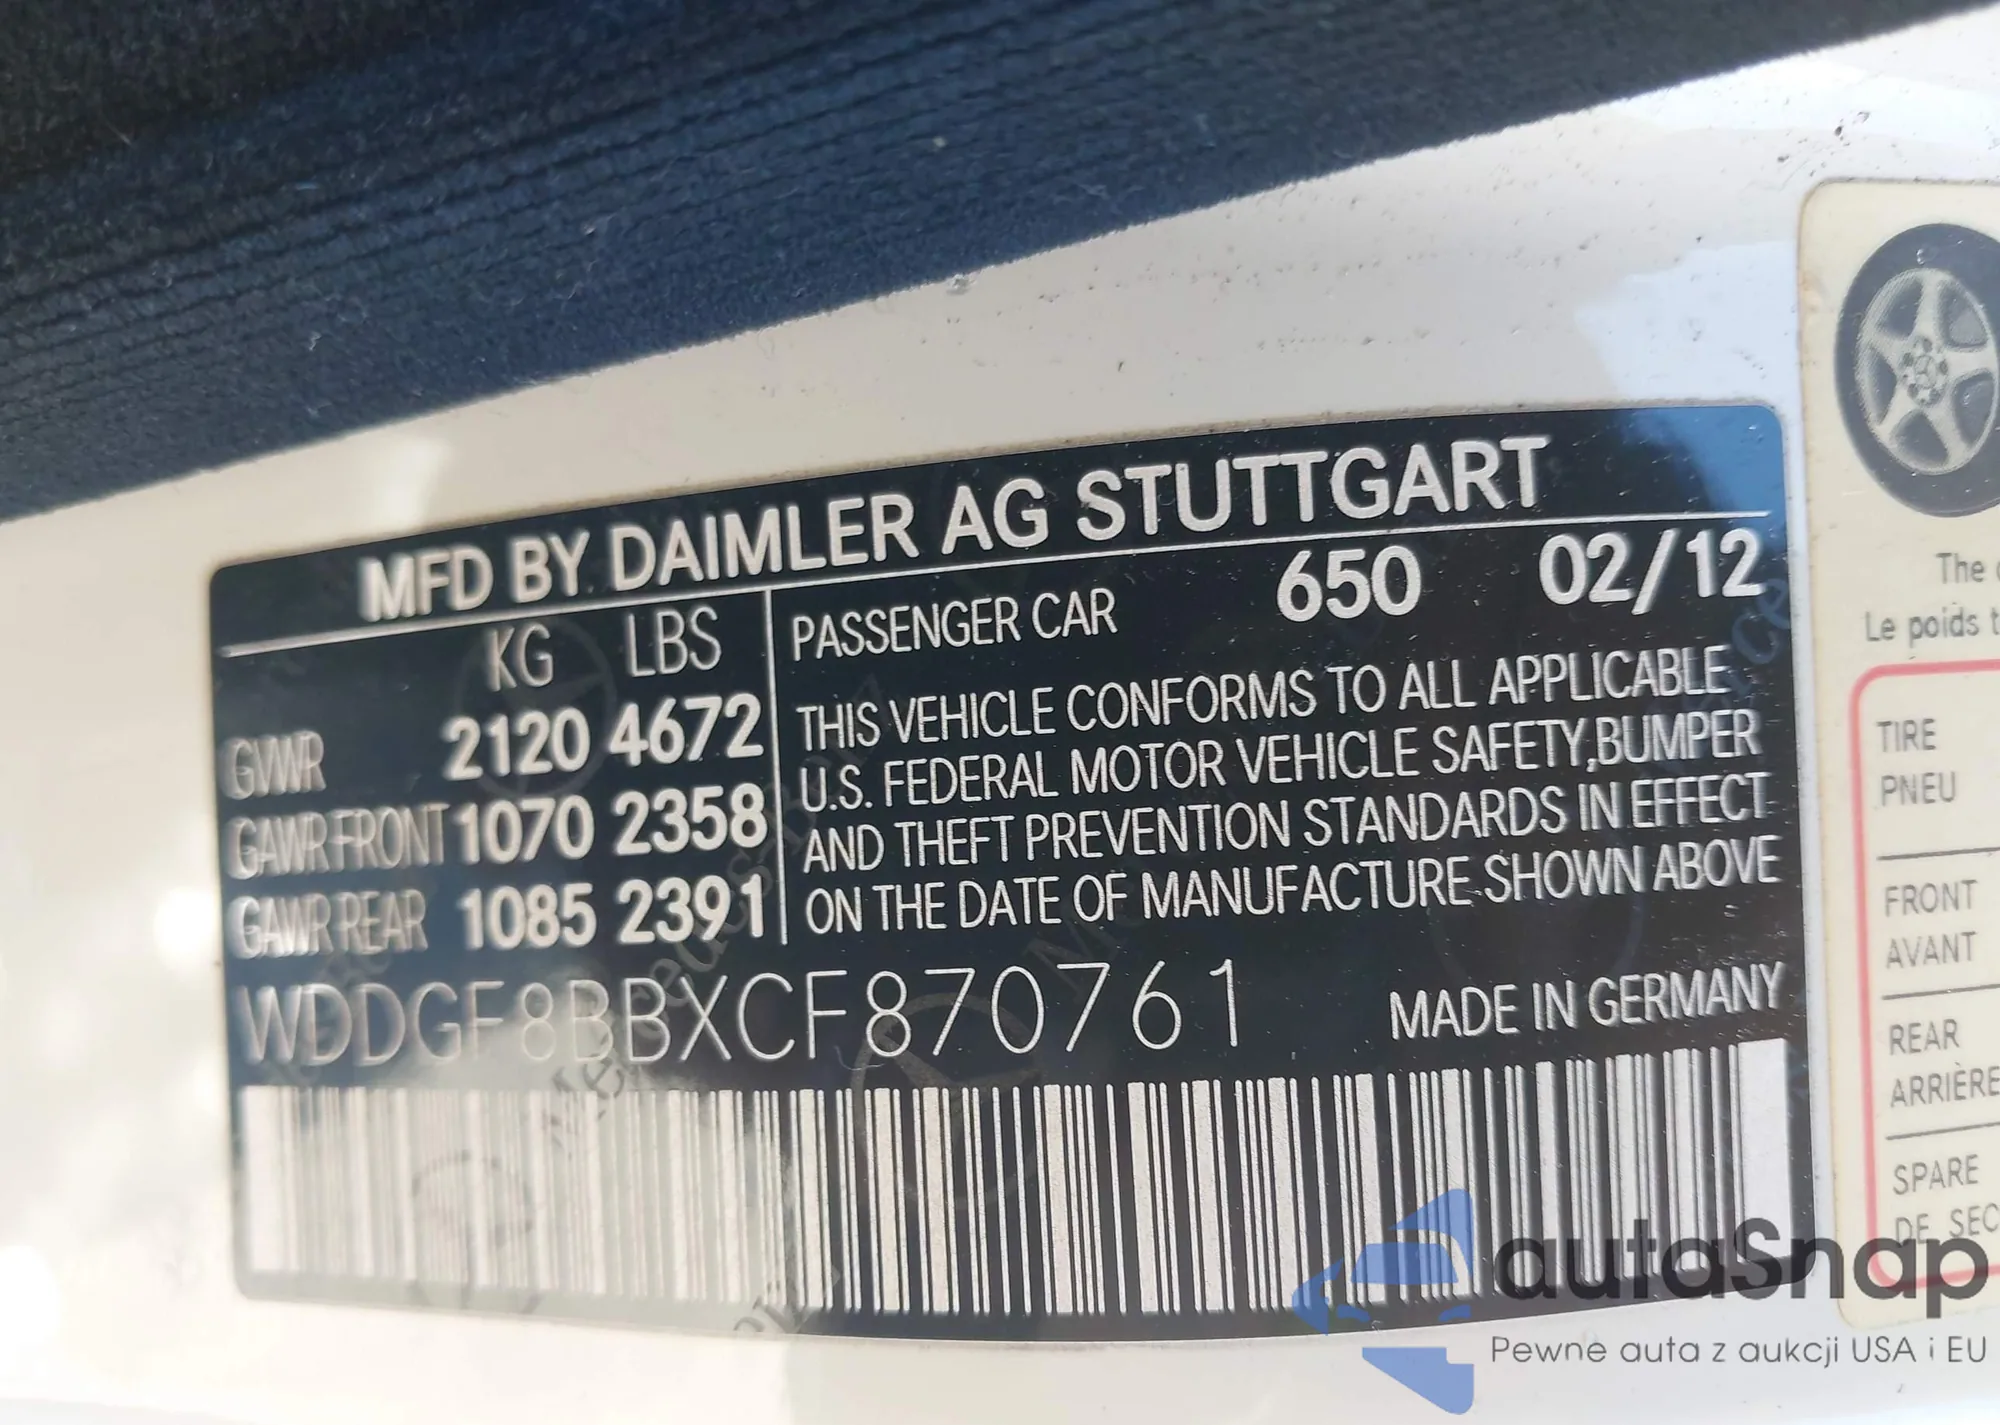 MFD BY DAIMLER AG STUTTGART
KG LBS
GVWR 2120 4672
GAWR FRONT 1070 2358
GAWR REAR 1085 2391
PASSENGER CAR 650 02/12
THIS VEHICLE CONFORMS TO ALL APPLICABLE
U.S. FEDERAL MOTOR VEHICLE SAFETY,BUMPER
AND THEFT PREVENTION STANDARDS IN EFFECT
ON THE DATE OF MANUFACTURE SHOWN ABOVE
WDDGF8BBXCF870761 MADE IN GERMANY
The
Le poids
TIRE
PNEU
FRONT
AVANT
REAR
ARRIÈRE
SPARE
DE SEC
autaSnap
Pewne auta z aukcji USA i EU